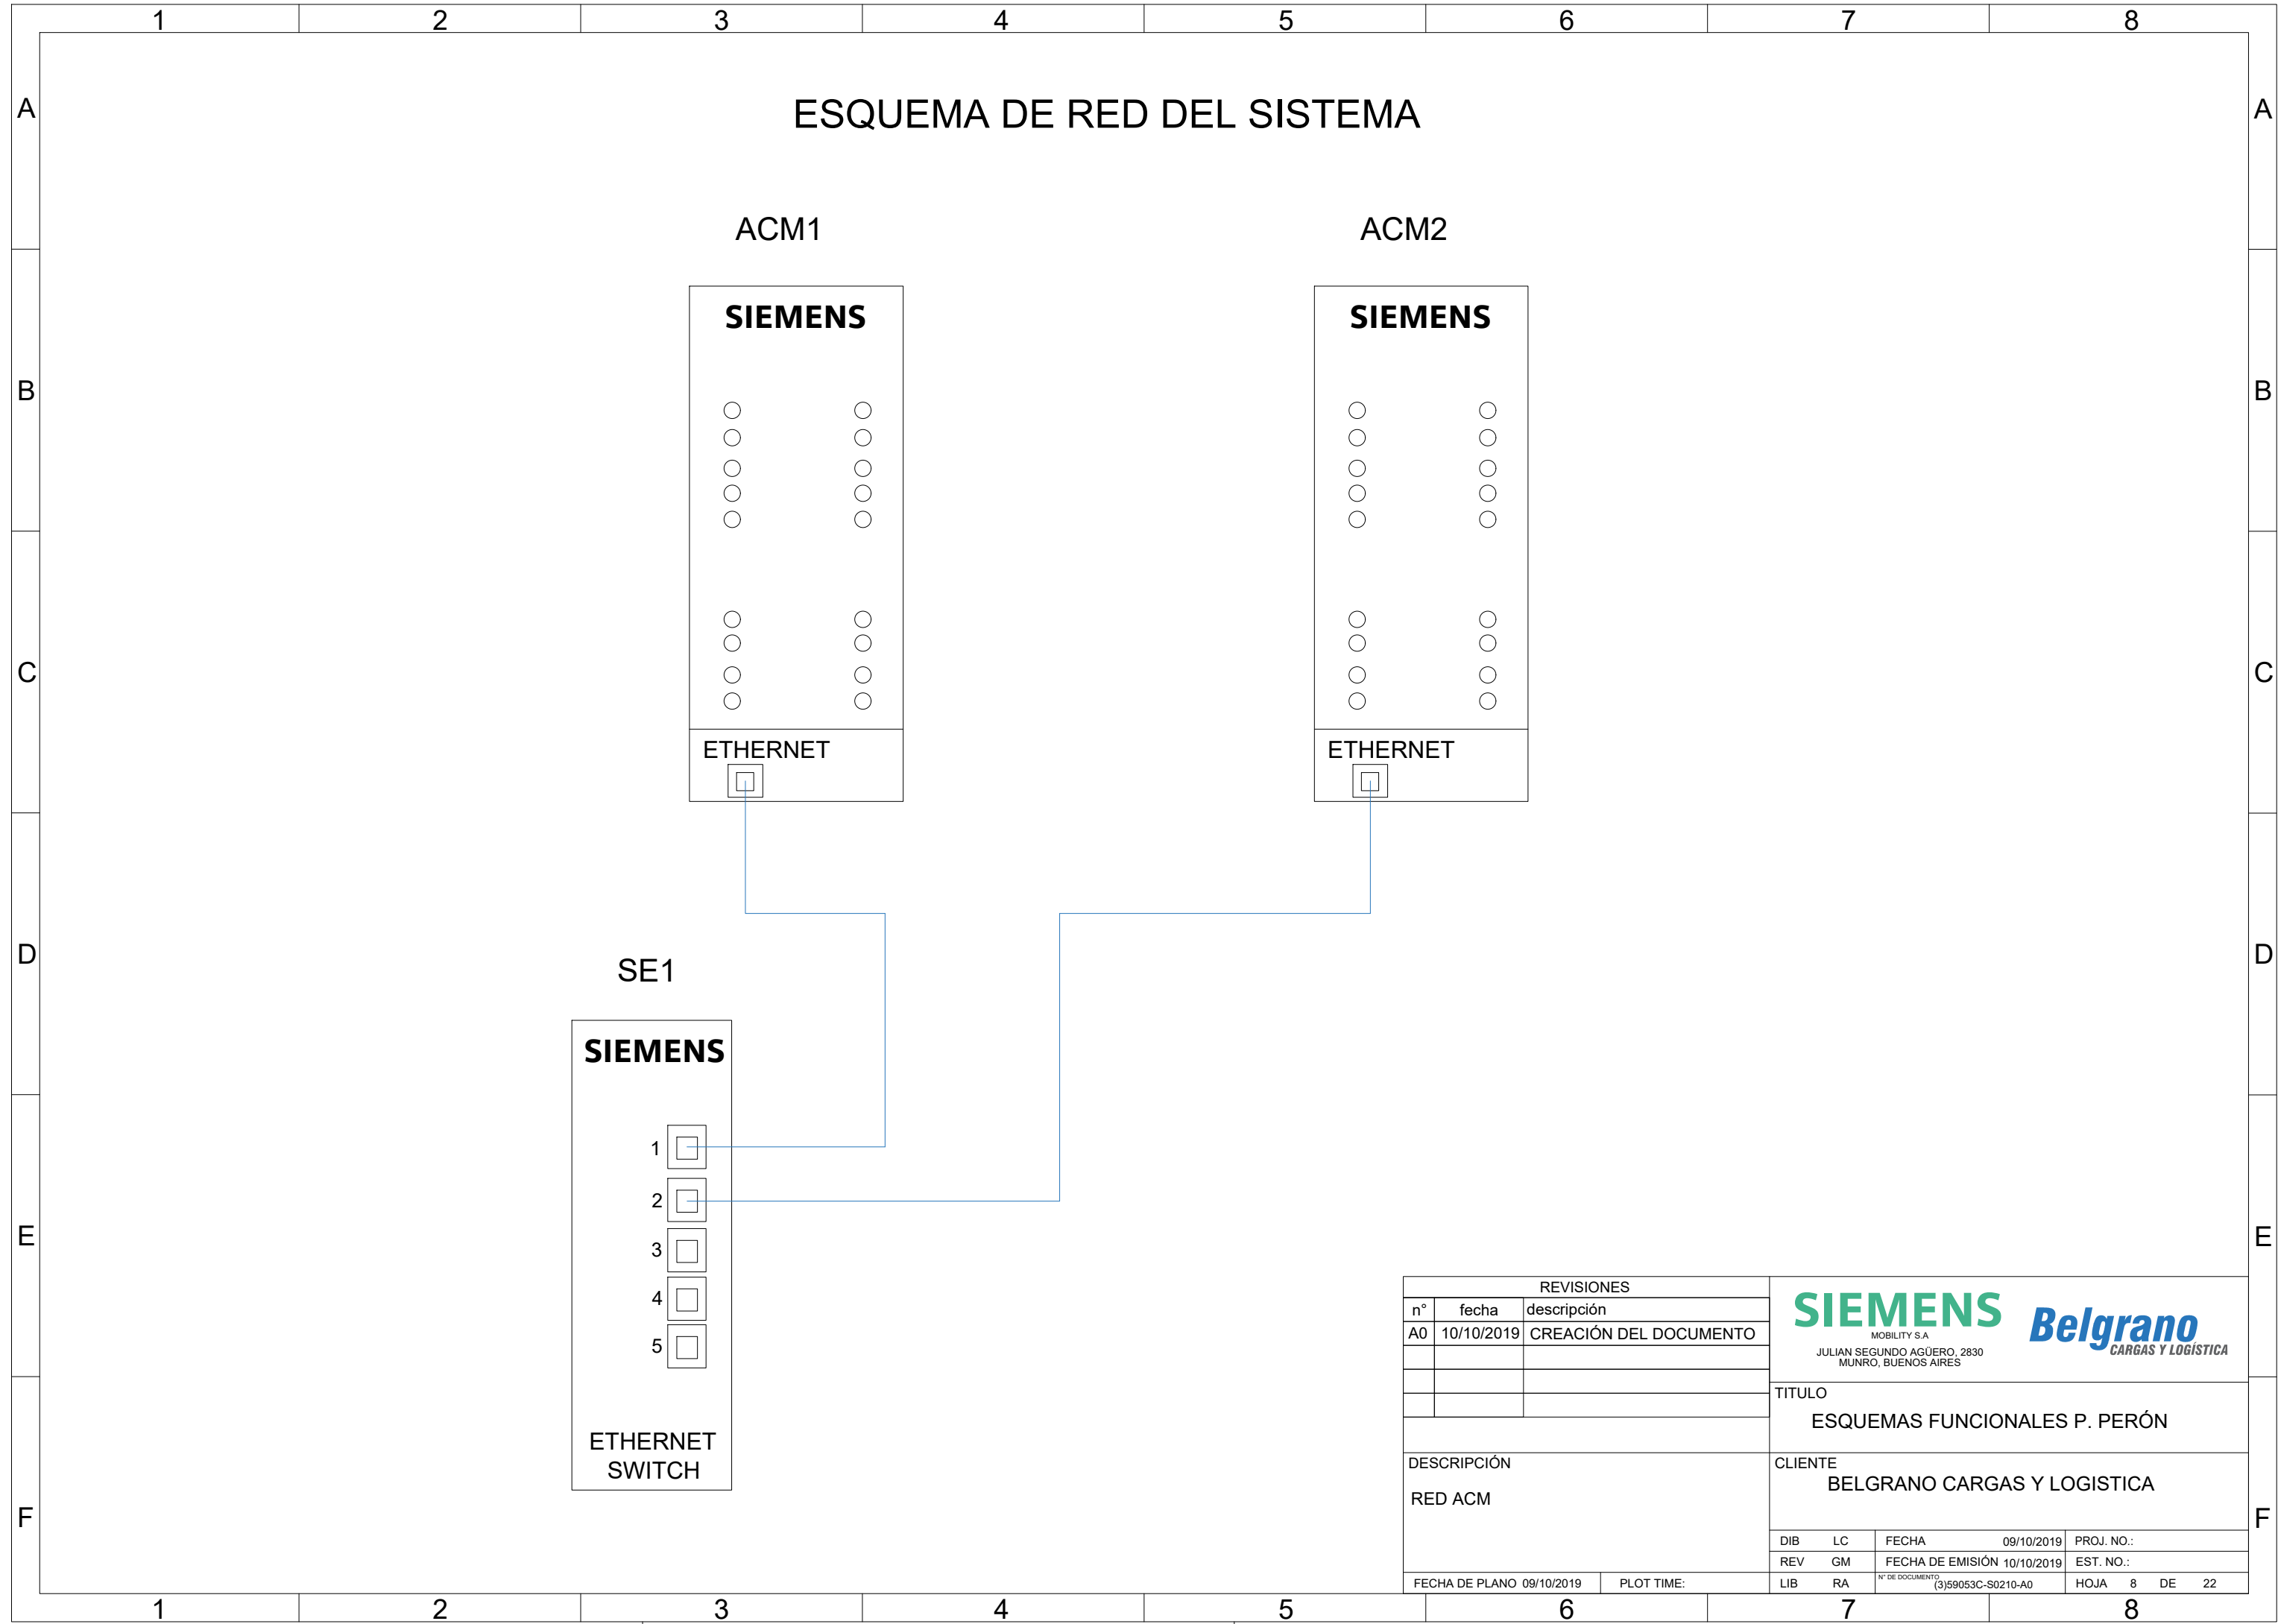 1 2 3 4 5 6 7 8
A A
ESQUEMA DE RED DEL SISTEMA
ACM1 ACM2
SIEMENS SIEMENS
B B
C C
ETHERNET ETHERNET
D D
SE1
SIEMENS
1
2
E E
3
4
5
ETHERNET
SWITCH
F F
REVISIONES
n° fecha descripción
A0 10/10/2019 CREACIÓN DEL DOCUMENTO
DESCRIPCIÓN
RED ACM
FECHA DE PLANO 09/10/2019 PLOT TIME:
SIEMENS
MOBILITY S.A
JULIAN SEGUNDO AGÜERO, 2830
MUNRO, BUENOS AIRES
Belgrano
CARGAS Y LOGÍSTICA
TITULO
ESQUEMAS FUNCIONALES P. PERÓN
CLIENTE
BELGRANO CARGAS Y LOGISTICA
DIB LC FECHA 09/10/2019 PROJ. NO.:
REV GM FECHA DE EMISIÓN 10/10/2019 EST. NO.:
LIB RA N° DE DOCUMENTO (3)59053C-S0210-A0 HOJA 8 DE 22
1 2 3 4 5 6 7 8